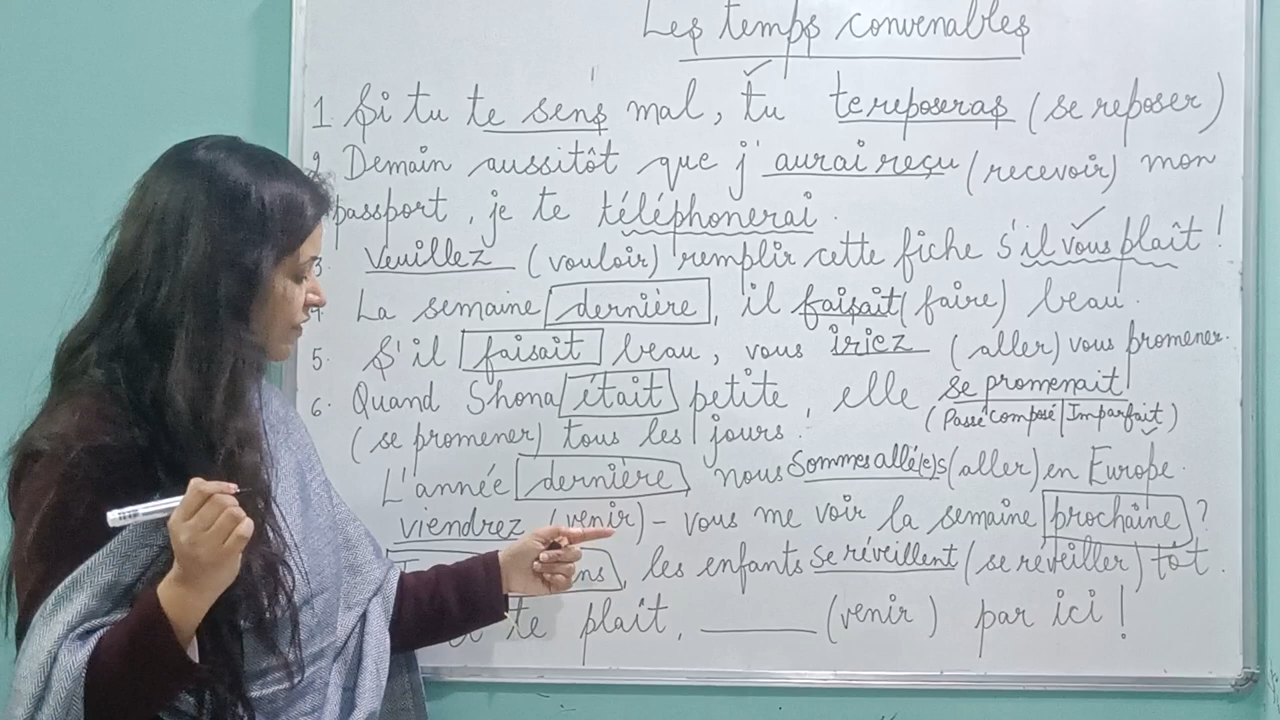 Les temps convenables
1. Si tu te sens mal, tu te reposeras (se reposer)
2 Demain aussitôt que j'aurai reçu (recevoir) mon
passport, je te téléphonerai.
3. Veuillez (vouloir) remplir cette fiche s'il vous plaît !
La semaine dernière, il faisait (faire) beau.
5. S'il faisait beau, vous iriez (aller) vous promener.
6. Quand Shona était petite, elle se promenait
(Passé composé | Imparfait)
(se promener) tous les jours.
L'année dernière nous sommes allé(e)s (aller) en Europe.
viendrez (venir) - vous me voir la semaine prochaine ?
les enfants se réveillent (se réveiller) tôt.
te plaît, ______ (venir) par ici !